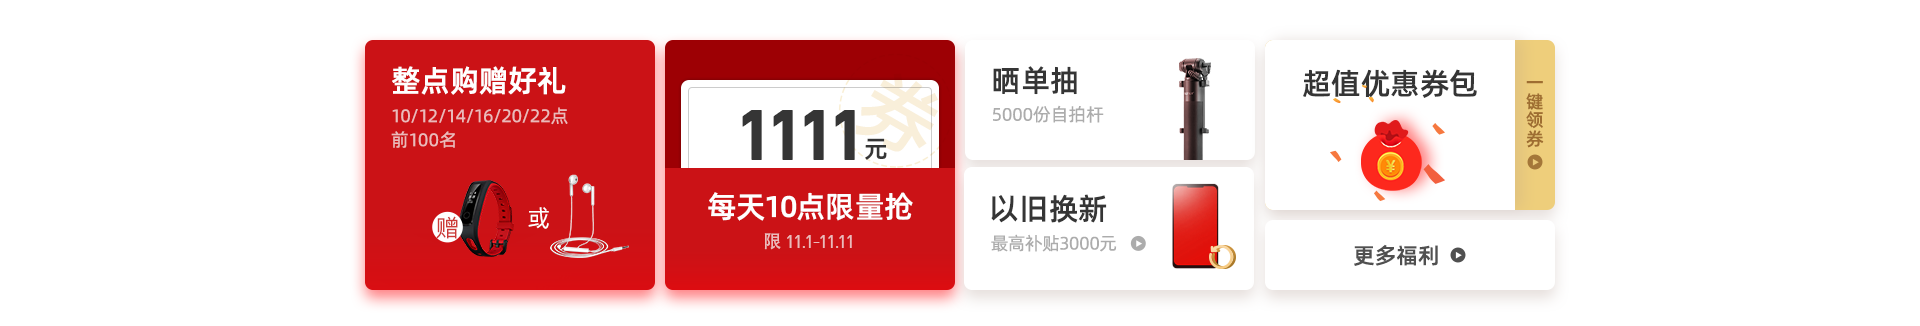 整点购赠好礼
10/12/14/16/20/22点
前100名
赠
或
券
1111元
每天10点限量抢
限 11.1-11.11
晒单抽
5000份自拍杆
以旧换新
最高补贴3000元
超值优惠券包
¥
一键领券
更多福利